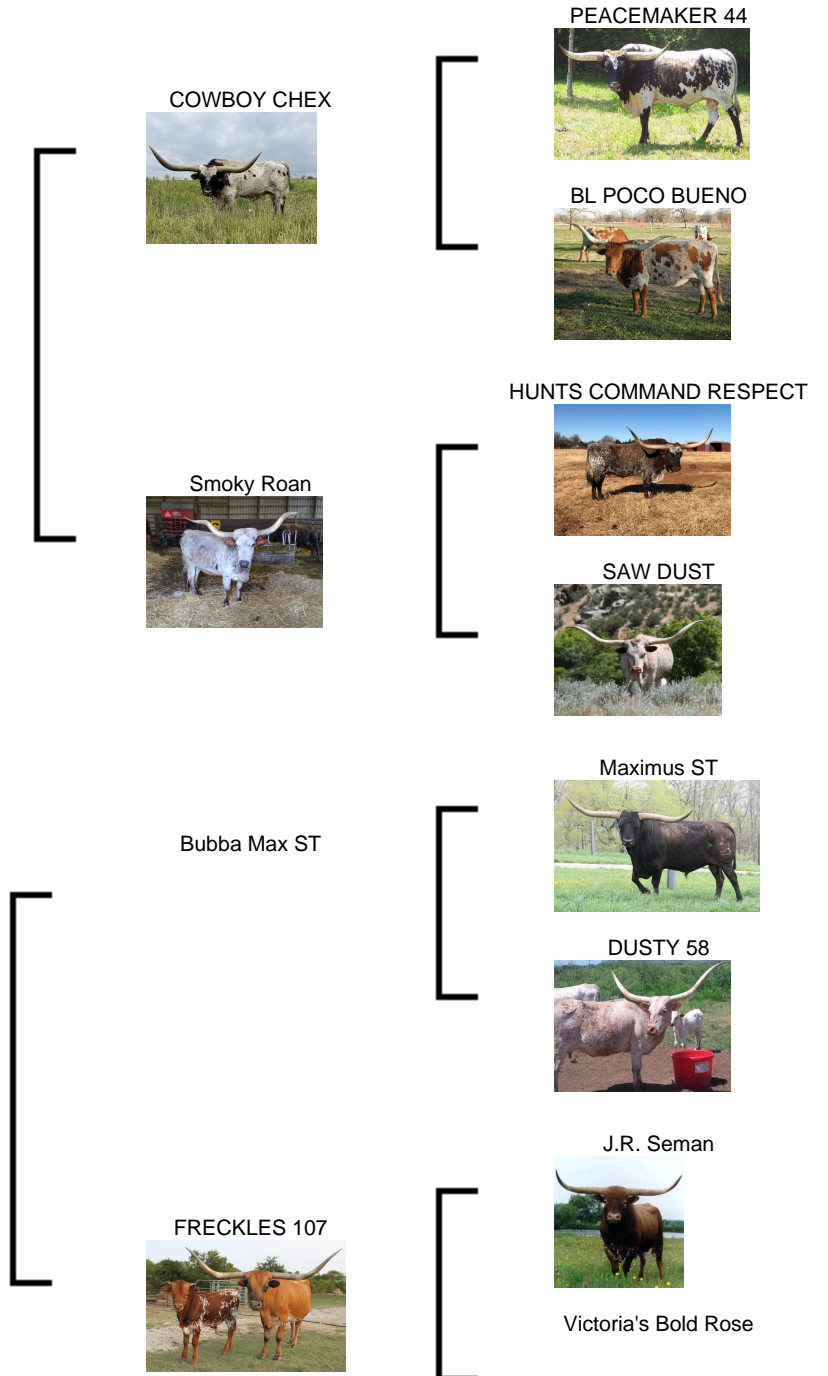 PEACEMAKER 44
COWBOY CHEX
BL POCO BUENO
HUNTS COMMAND RESPECT
Smoky Roan
SAW DUST
Maximus ST
Bubba Max ST
DUSTY 58
J.R. Seman
FRECKLES 107
Victoria's Bold Rose